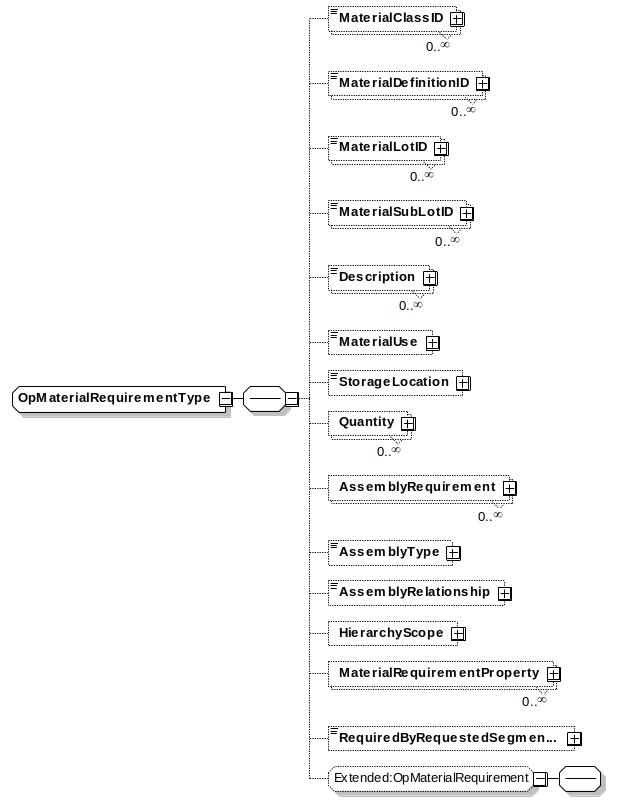 MaterialClassID
0..∞
MaterialDefinitionID
0..∞
MaterialLotID
0..∞
MaterialSubLotID
0..∞
Description
0..∞
MaterialUse
StorageLocation
OpMaterialRequirementType
Quantity
0..∞
AssemblyRequirement
0..∞
AssemblyType
AssemblyRelationship
HierarchyScope
MaterialRequirementProperty
0..∞
RequiredByRequestedSegmen...
Extended:OpMaterialRequirement